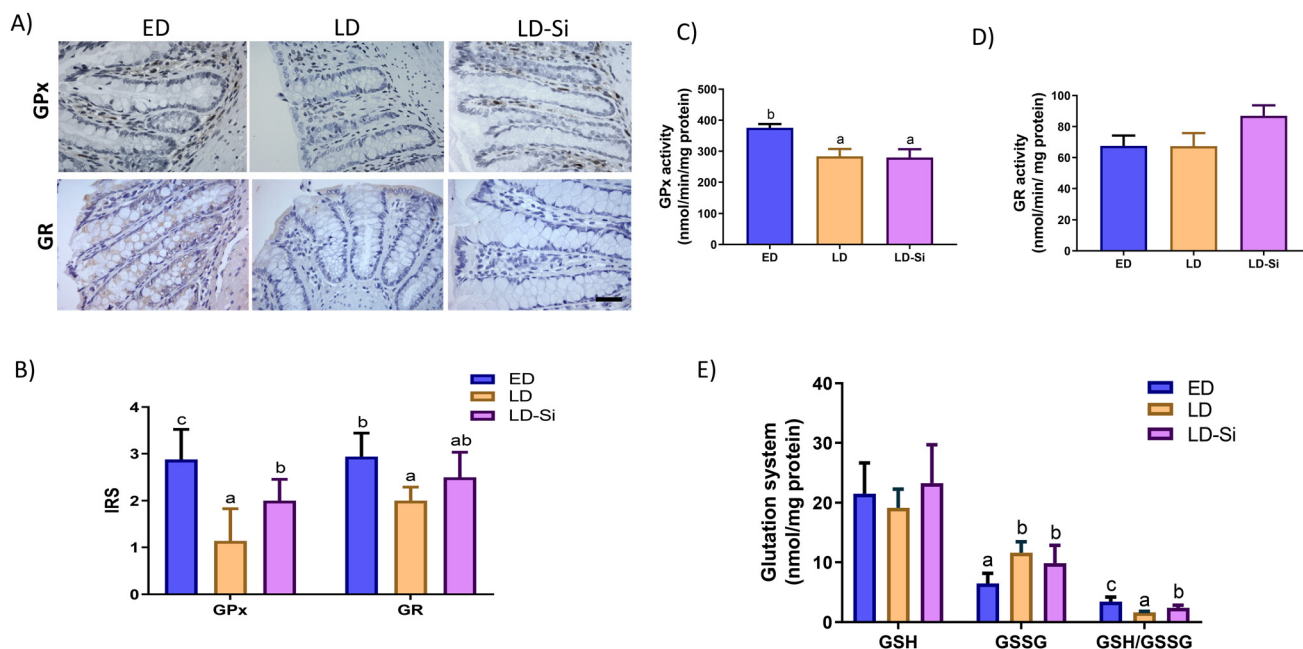 A)
ED LD LD-Si
GPx
GR
C)
GPx activity
(nmol/min/mg protein)
500
400
300
200
100
0
b
a
a
ED LD LD-Si
D)
GR activity
(nmol/min/ mg protein)
100
80
60
40
20
0
ED LD LD-Si
B)
ED
LD
LD-Si
IRS
4
3
2
1
0
c
a
b
b
a
ab
GPx GR
E)
ED
LD
LD-Si
Glutation system
(nmol/mg protein)
40
30
20
10
0
a
b
b
c
a
b
GSH GSSG GSH/GSSG